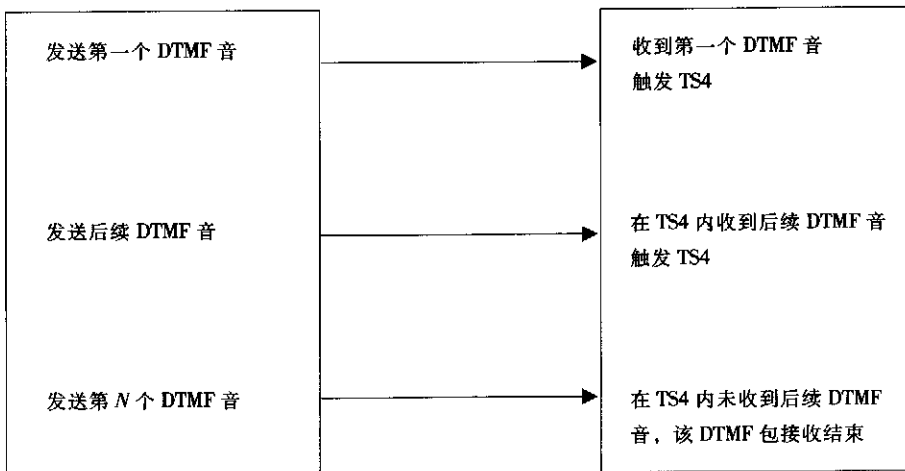 发送第一个 DTMF 音
收到第一个 DTMF 音
触发 TS4
发送后续 DTMF 音
在 TS4 内收到后续 DTMF 音
触发 TS4
发送第 N 个 DTMF 音
在 TS4 内未收到后续 DTMF
音，该 DTMF 包接收结束